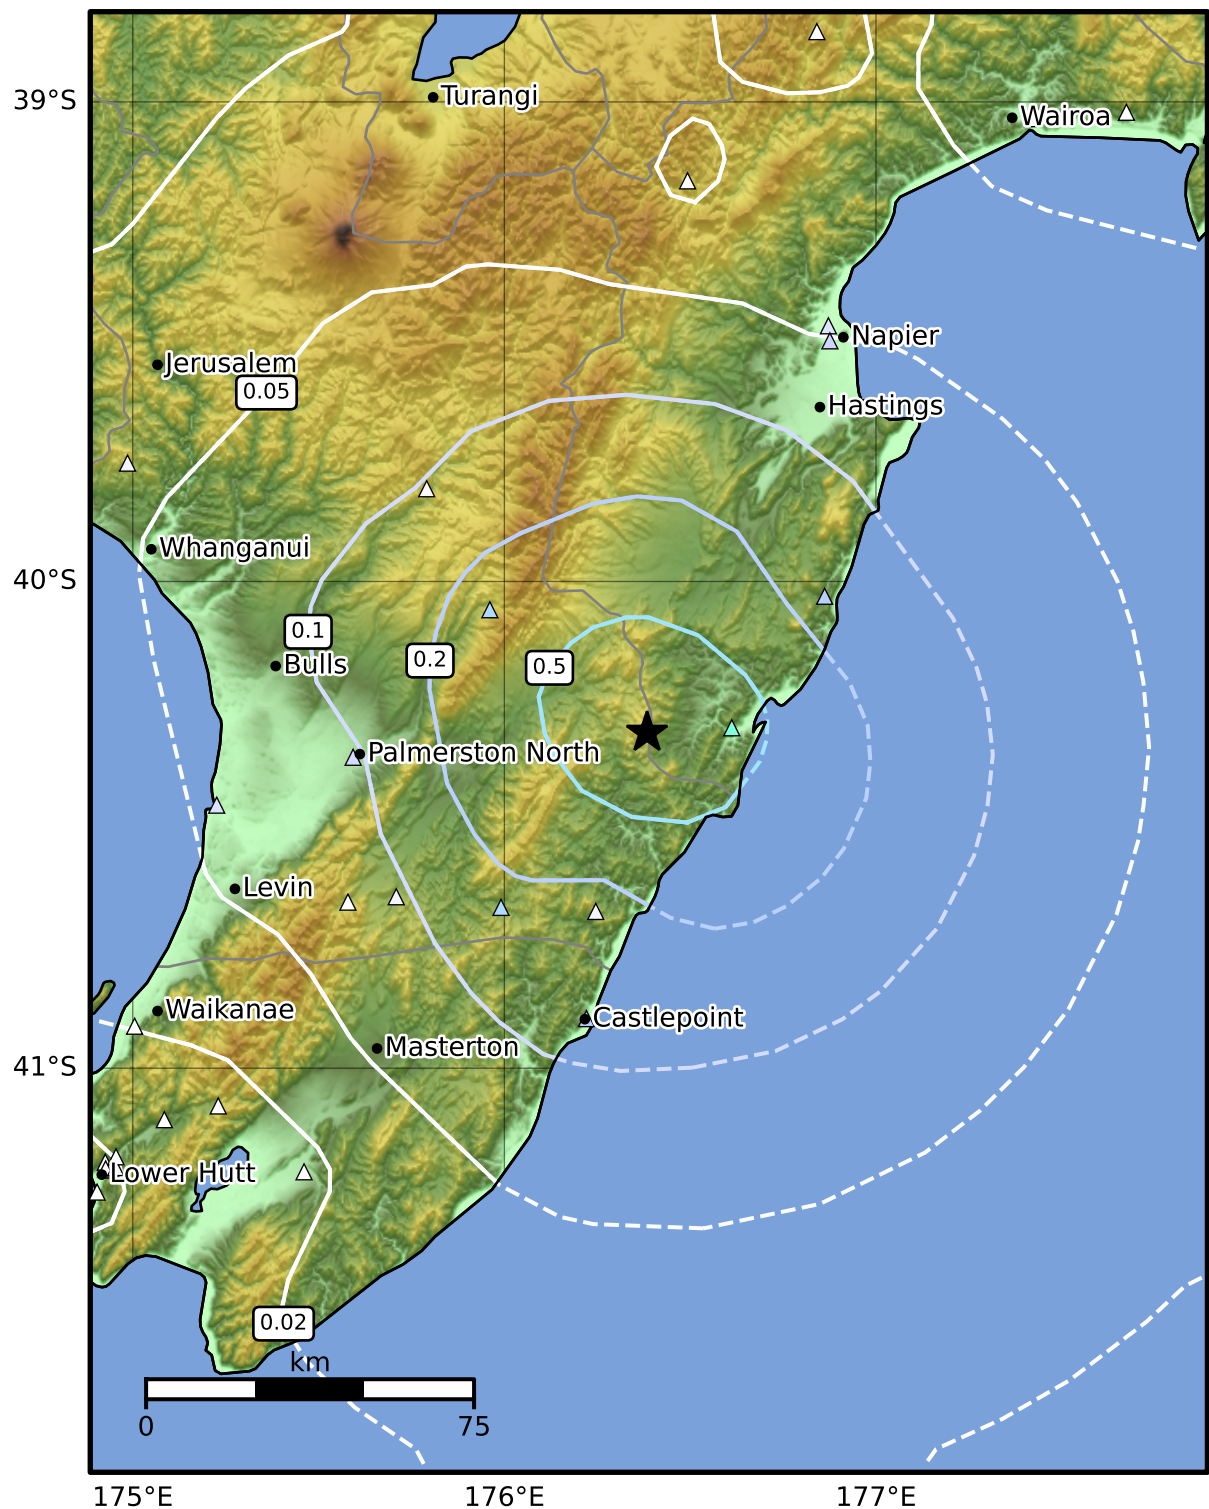 39°S
Turangi
Wairoa
Napier
Jerusalem
0.05
Hastings
Whanganui
40°S
0.1
0.2
0.5
Bulls
Palmerston North
Levin
Waikanae
Castlepoint
Masterton
41°S
Lower Hutt
0.02
km
0 75
175°E 176°E 177°E